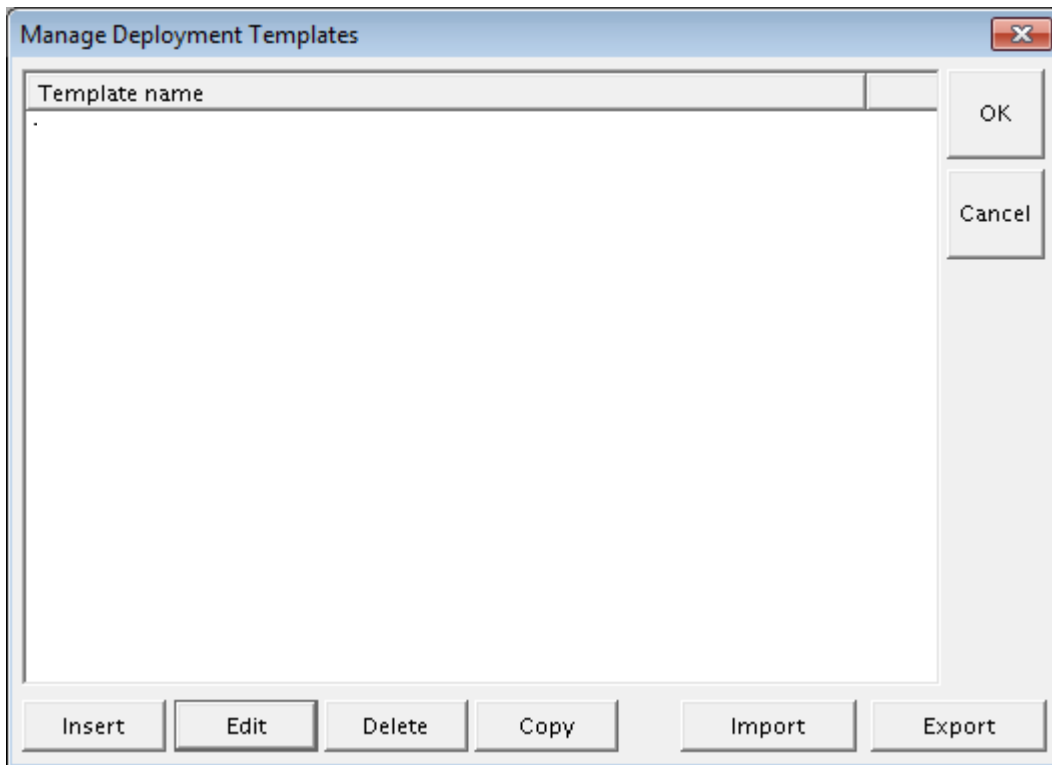 Manage Deployment Templates
Template name
OK
Cancel
Insert Edit Delete Copy Import Export